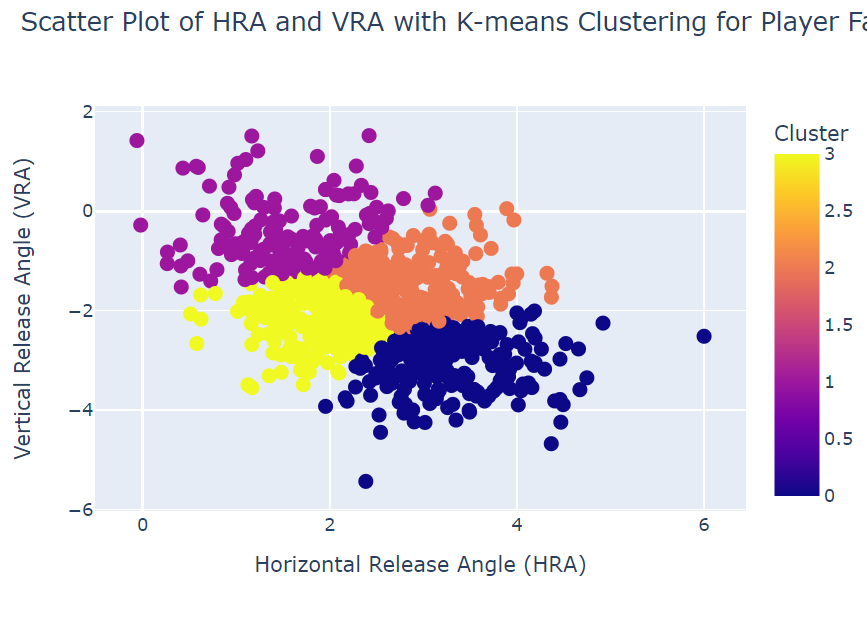 Scatter Plot of HRA and VRA with K-means Clustering for Player
Cluster
2
0
−2
−4
−6
Vertical Release Angle (VRA)
0 2 4 6
Horizontal Release Angle (HRA)
3
2.5
2
1.5
1
0.5
0